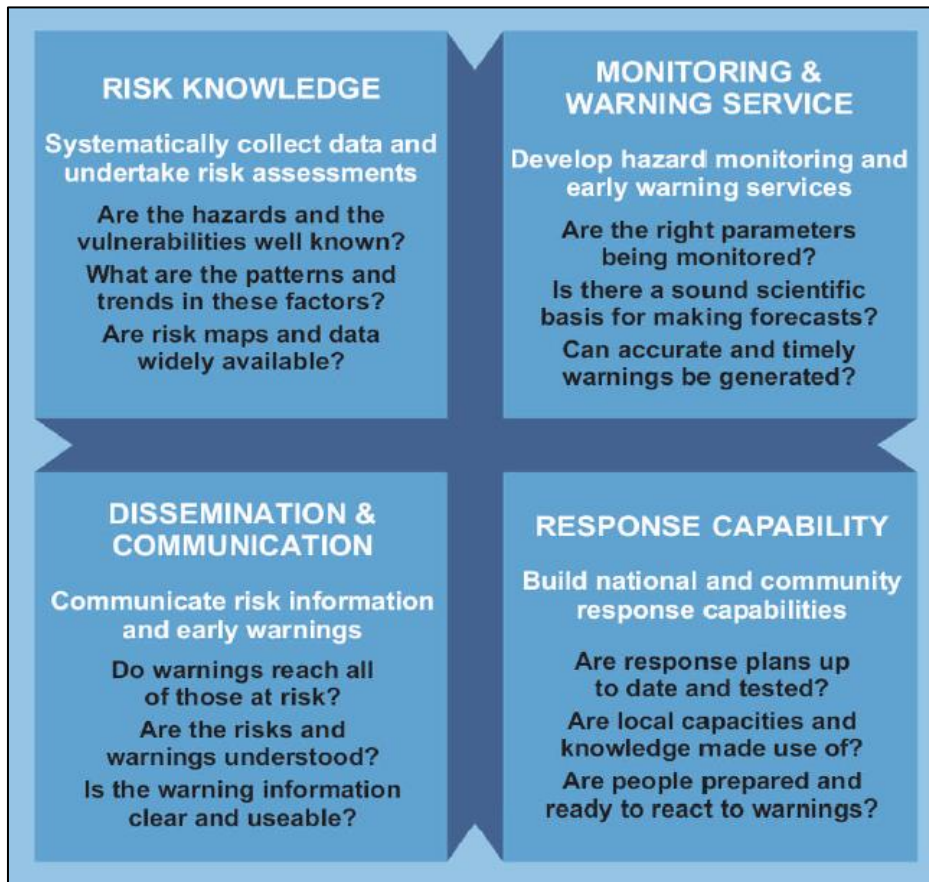 RISK KNOWLEDGE
Systematically collect data and
undertake risk assessments
Are the hazards and the
vulnerabilities well known?
What are the patterns and
trends in these factors?
Are risk maps and data
widely available?
MONITORING &
WARNING SERVICE
Develop hazard monitoring and
early warning services
Are the right parameters
being monitored?
Is there a sound scientific
basis for making forecasts?
Can accurate and timely
warnings be generated?
DISSEMINATION &
COMMUNICATION
Communicate risk information
and early warnings
Do warnings reach all
of those at risk?
Are the risks and
warnings understood?
Is the warning information
clear and useable?
RESPONSE CAPABILITY
Build national and community
response capabilities
Are response plans up
to date and tested?
Are local capacities and
knowledge made use of?
Are people prepared and
ready to react to warnings?